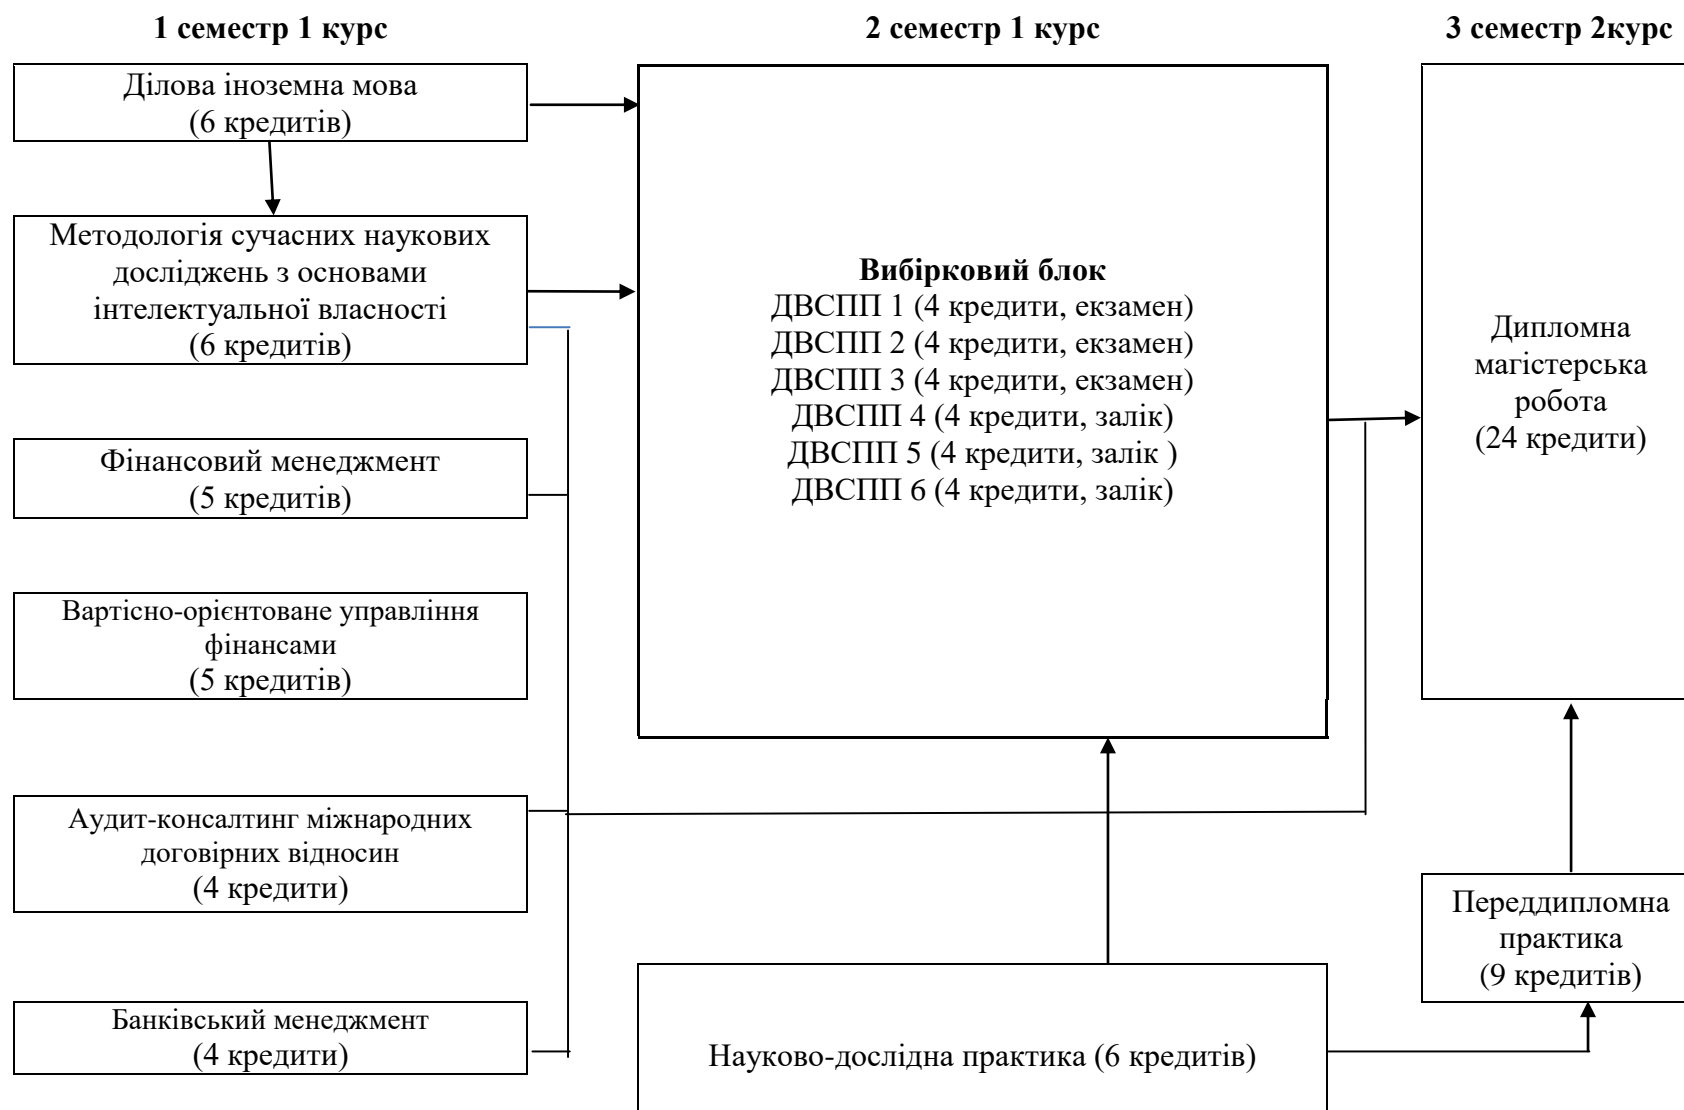 1 семестр 1 курс
2 семестр 1 курс
3 семестр 2курс
Ділова іноземна мова
(6 кредитів)
Методологія сучасних наукових
досліджень з основами
інтелектуальної власності
(6 кредитів)
Фінансовий менеджмент
(5 кредитів)
Вартісно-орієнтоване управління
фінансами
(5 кредитів)
Аудит-консалтинг міжнародних
договірних відносин
(4 кредити)
Банківський менеджмент
(4 кредити)
Вибірковий блок
ДВСПП 1 (4 кредити, екзамен)
ДВСПП 2 (4 кредити, екзамен)
ДВСПП 3 (4 кредити, екзамен)
ДВСПП 4 (4 кредити, залік)
ДВСПП 5 (4 кредити, залік )
ДВСПП 6 (4 кредити, залік)
Науково-дослідна практика (6 кредитів)
Дипломна
магістерська
робота
(24 кредити)
Переддипломна
практика
(9 кредитів)